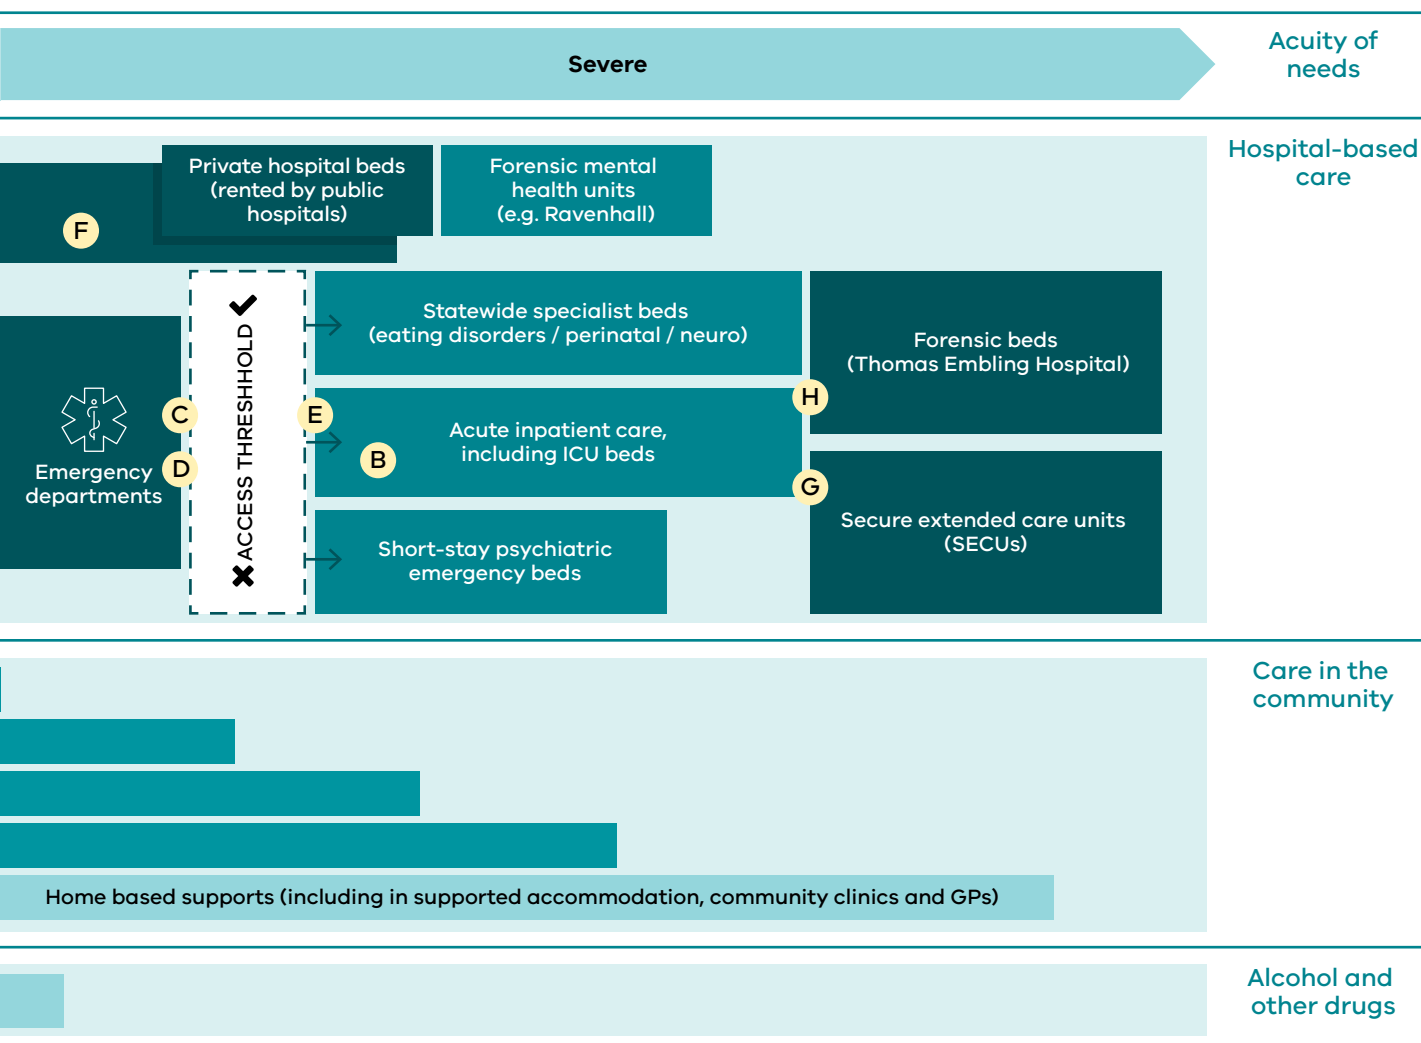 Severe
Acuity of
needs
Hospital-based
care
Private hospital beds
(rented by public
hospitals)
Forensic mental
health units
(e.g. Ravenhall)
F
ACCESS THRESHHOLD
Statewide specialist beds
(eating disorders / perinatal / neuro)
Forensic beds
(Thomas Embling Hospital)
H
C
E
Acute inpatient care,
including ICU beds
B
D
Emergency
departments
G
Secure extended care units
(SECUs)
Short-stay psychiatric
emergency beds
Care in the
community
Home based supports (including in supported accommodation, community clinics and GPs)
Alcohol and
other drugs